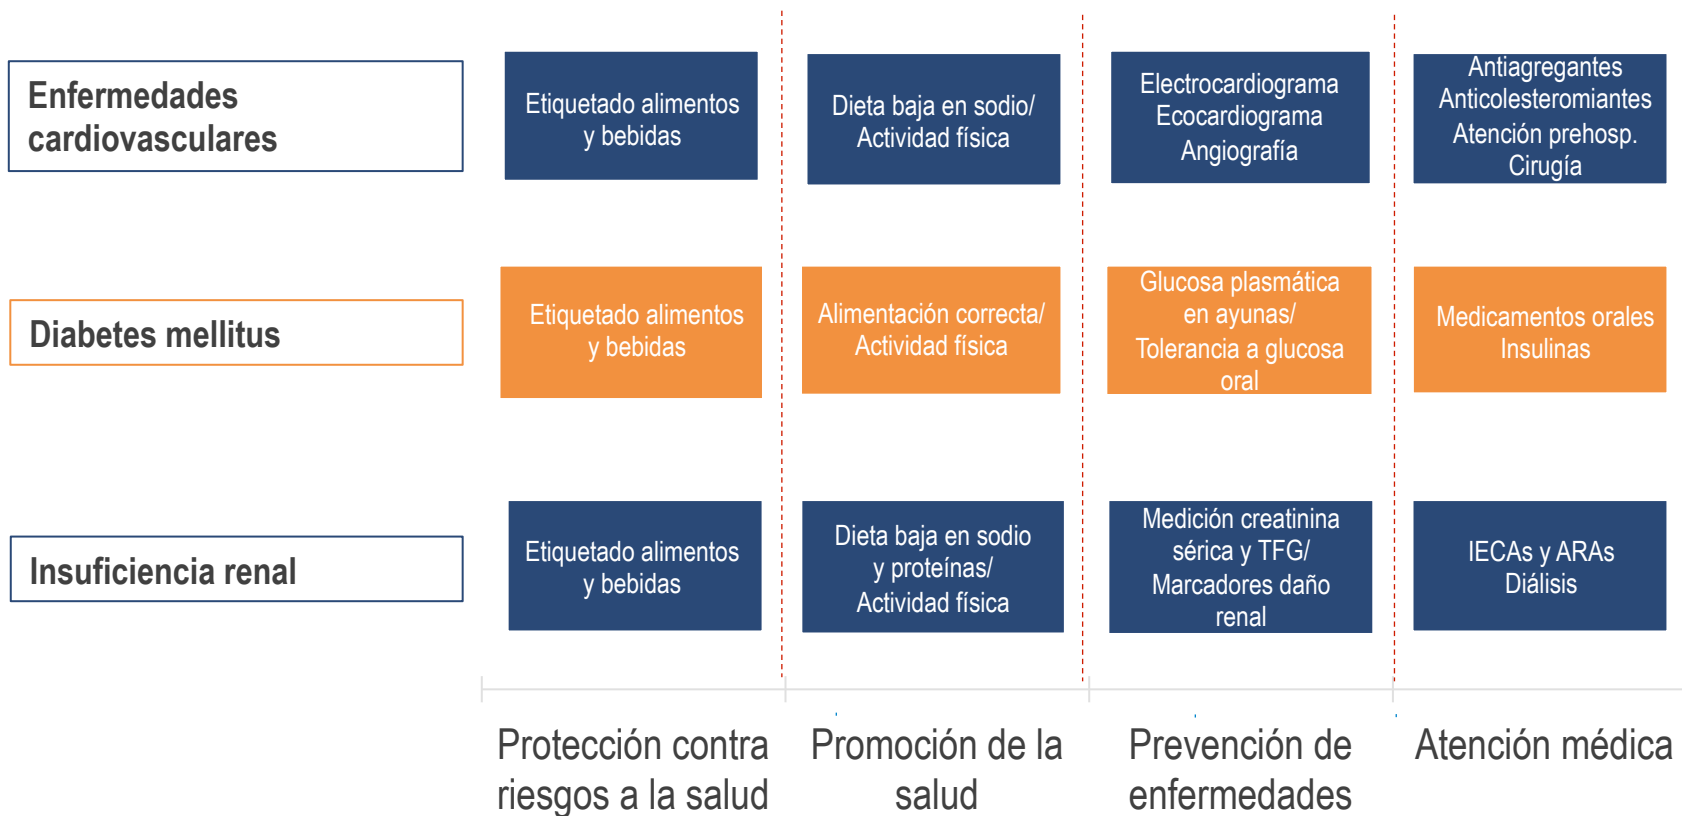 Enfermedades
cardiovasculares
Etiquetado alimentos
y bebidas
Dieta baja en sodio/
Actividad física
Electrocardiograma
Ecocardiograma
Angiografía
Antiagregantes
Anticolesteromiantes
Atención prehosp.
Cirugía
Diabetes mellitus
Etiquetado alimentos
y bebidas
Alimentación correcta/
Actividad física
Glucosa plasmática
en ayunas/
Tolerancia a glucosa
oral
Medicamentos orales
Insulinas
Insuficiencia renal
Etiquetado alimentos
y bebidas
Dieta baja en sodio
y proteínas/
Actividad física
Medición creatinina
sérica y TFG/
Marcadores daño
renal
IECAs y ARAs
Diálisis
Protección contra
riesgos a la salud
Promoción de la
salud
Prevención de
enfermedades
Atención médica